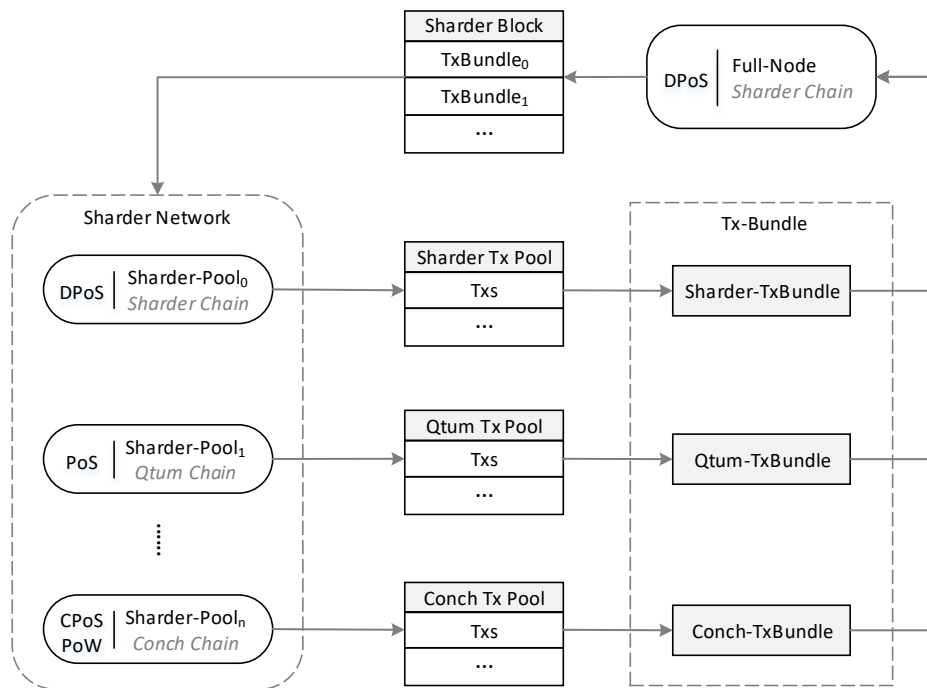 Sharder Block
TxBundle₀
TxBundle₁
...
DPoS
Full-Node
Sharder Chain
Sharder Network
Tx-Bundle
DPoS
Sharder-Pool₀
Sharder Chain
Sharder Tx Pool
Txs
...
Sharder-TxBundle
PoS
Sharder-Pool₁
Qtum Chain
Qtum Tx Pool
Txs
...
Qtum-TxBundle
......
CPoS
PoW
Sharder-Poolₙ
Conch Chain
Conch Tx Pool
Txs
...
Conch-TxBundle